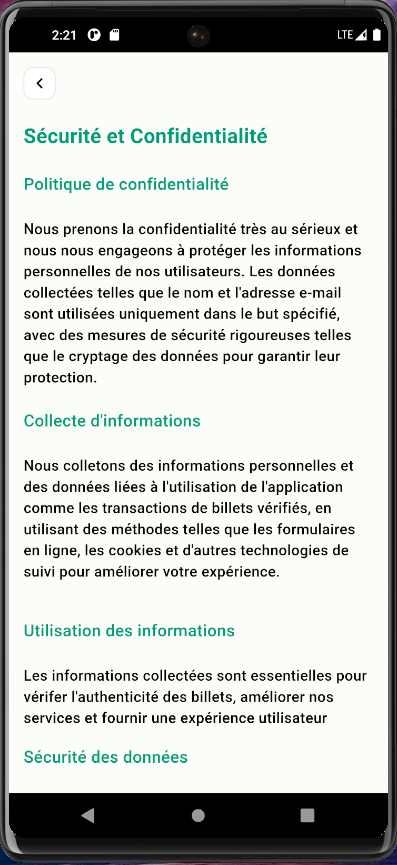 2:21
LTE
Sécurité et Confidentialité
Politique de confidentialité
Nous prenons la confidentialité très au sérieux et
nous nous engageons à protéger les informations
personnelles de nos utilisateurs. Les données
collectées telles que le nom et l'adresse e-mail
sont utilisées uniquement dans le but spécifié,
avec des mesures de sécurité rigoureuses telles
que le cryptage des données pour garantir leur
protection.
Collecte d'informations
Nous colletons des informations personnelles et
des données liées à l'utilisation de l'application
comme les transactions de billets vérifiés, en
utilisant des méthodes telles que les formulaires
en ligne, les cookies et d'autres technologies de
suivi pour améliorer votre expérience.
Utilisation des informations
Les informations collectées sont essentielles pour
vérifer l'authenticité des billets, améliorer nos
services et fournir une expérience utilisateur
Sécurité des données